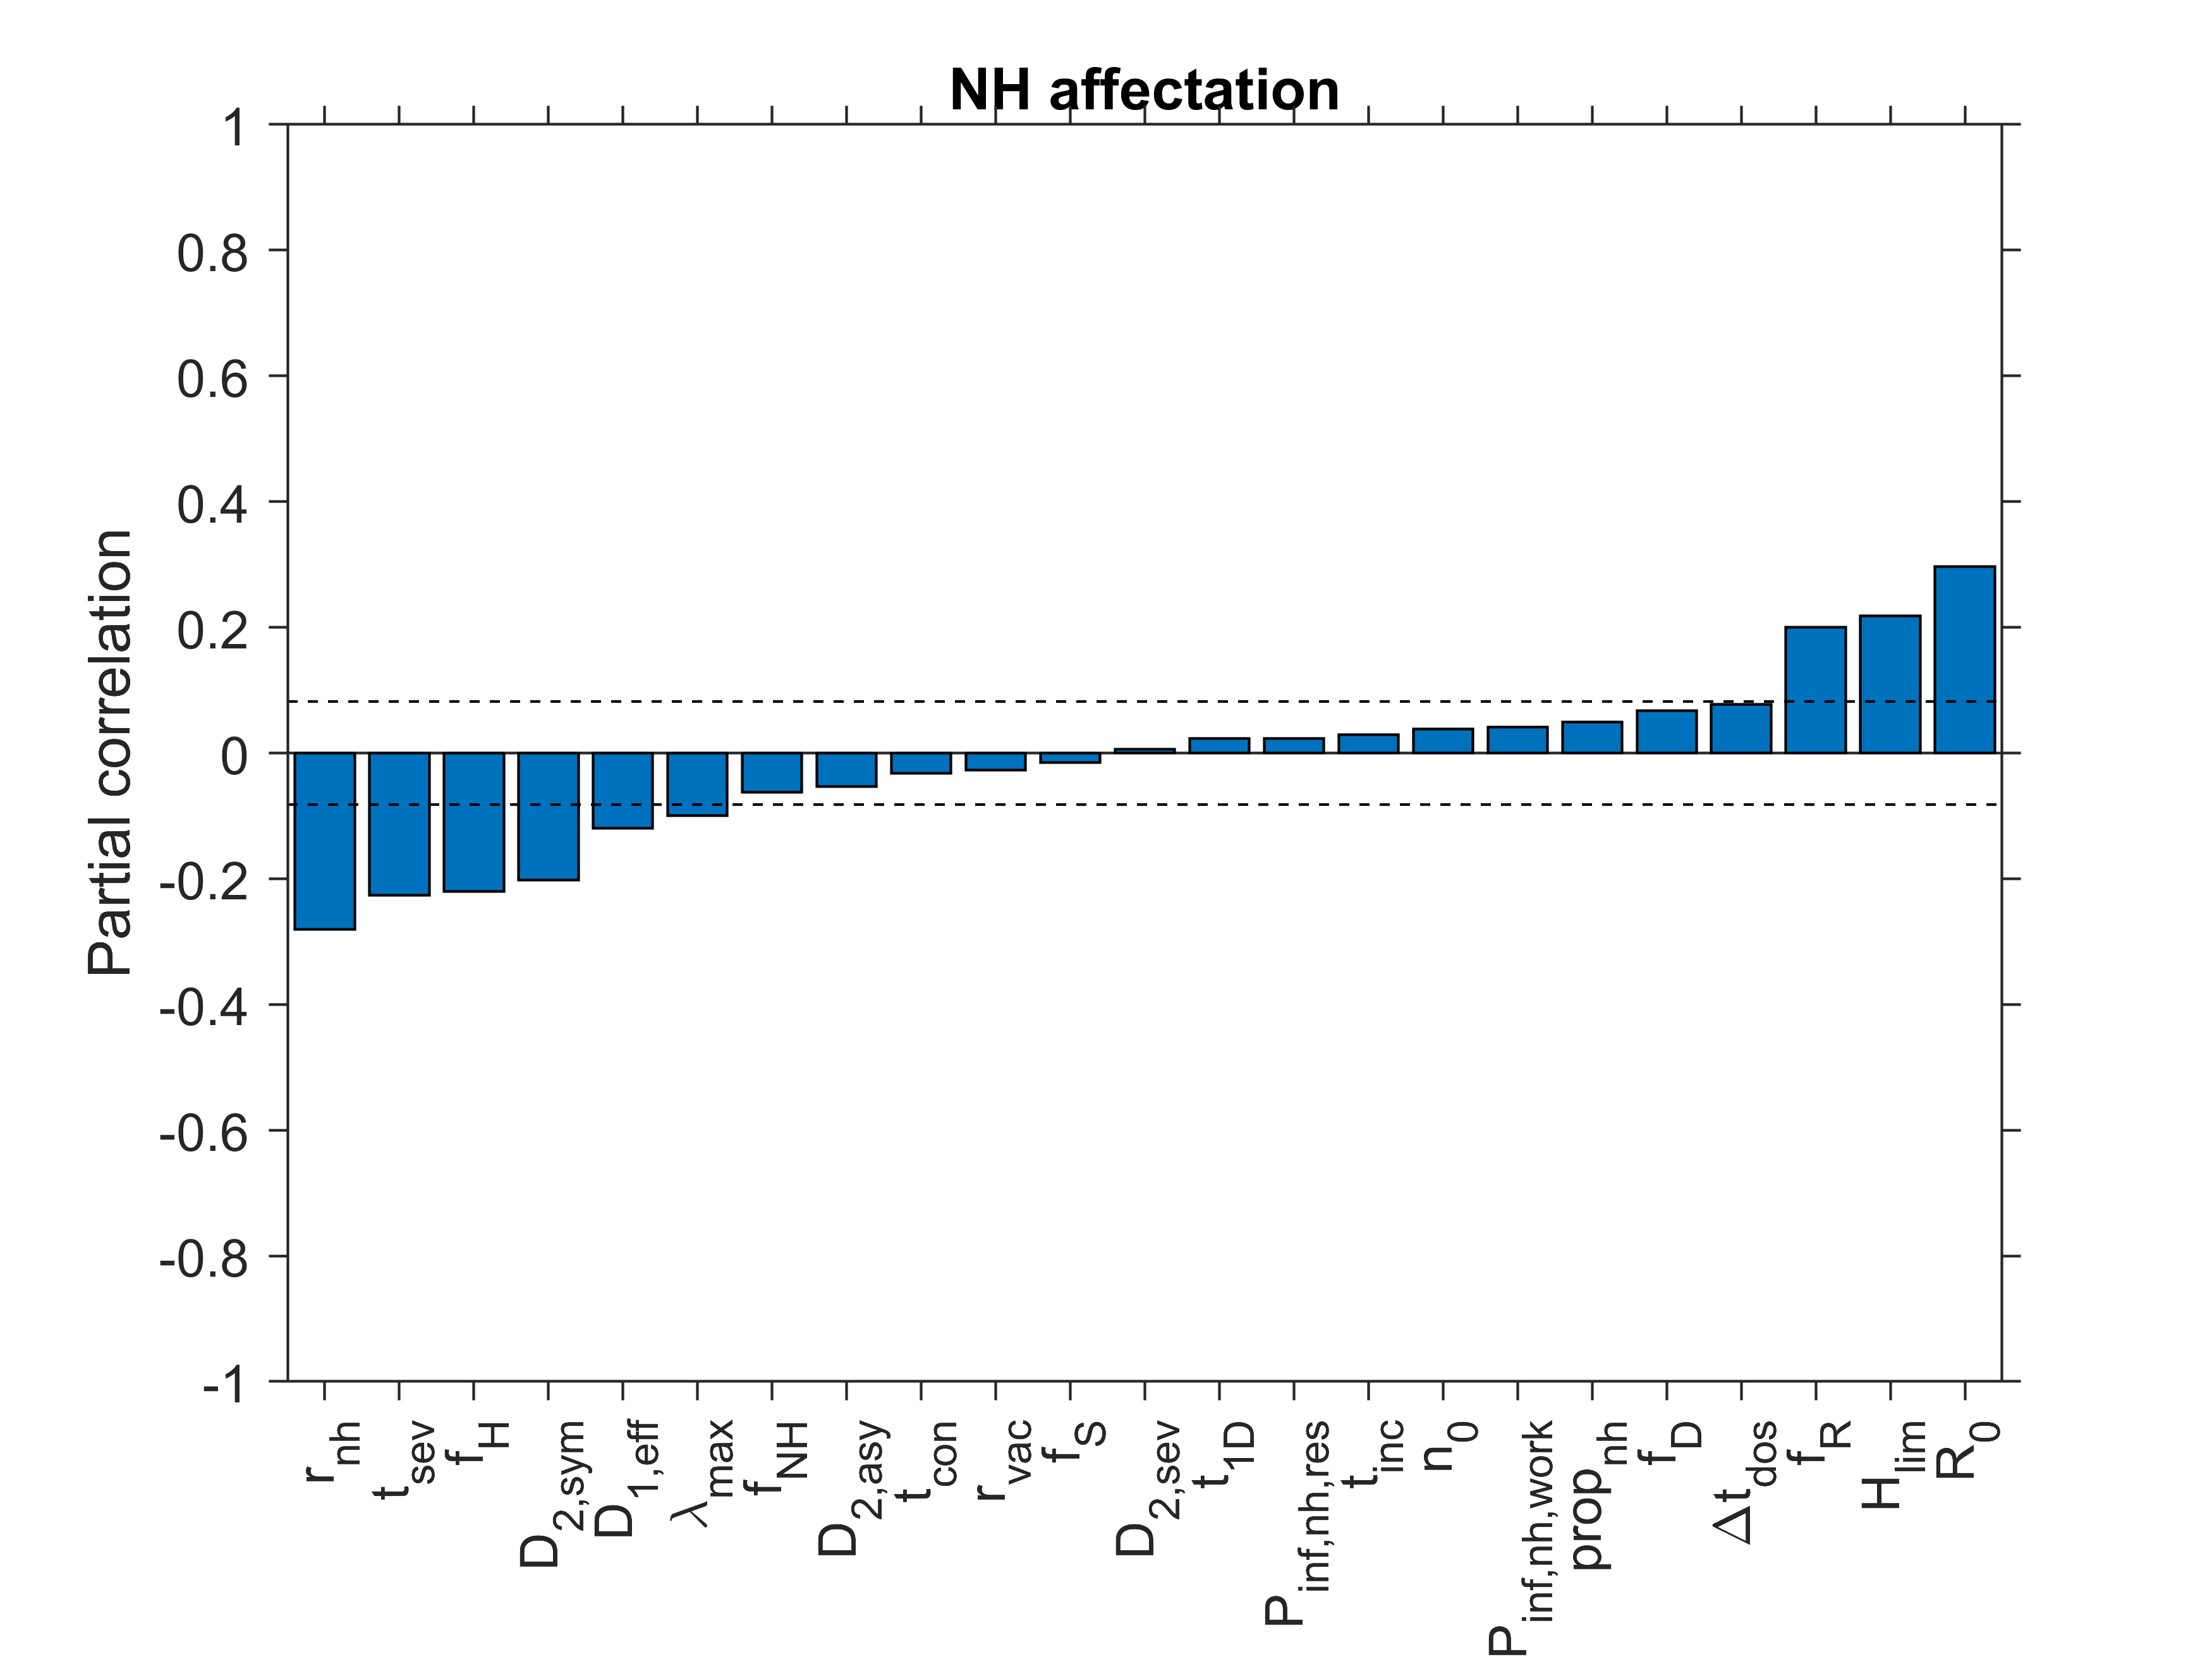 NH affectation
1
0.8
0.6
0.4
0.2
0
-0.2
-0.4
-0.6
-0.8
-1
Partial correlation
r_nh
t_sev
f_H
D_2,sym
D_1,eff
λ_max
f_NH
D_2,asy
t_con
r_vac
f_S
D_2,sev
t_1D
P_inf,nh,res
t_inc
n_0
P_inf,nh,work
prop_nh
f_D
Δt_dos
f_R
H_lim
R_0